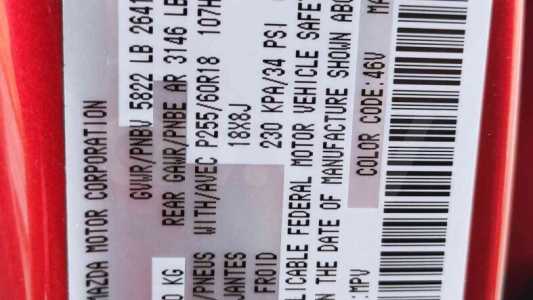 MAZDA MOTOR CORPORATION
GVWR/PNBV 5822 LB 2641
0 KG REAR GAWR/PNBE AR 3146 LB
/PNEUS WITH/AVEC P255/60R18 107H
JANTES 18X8J
FROID 230 KPA/34 PSI
LICABLE FEDERAL MOTOR VEHICLE SAFE
N THE DATE OF MANUFACTURE SHOWN ABO
:MPV COLOR CODE:46V MA